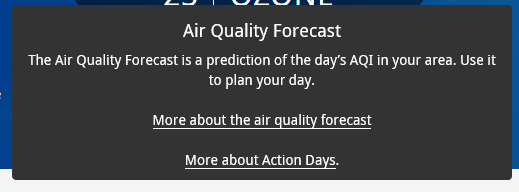 Air Quality Forecast
The Air Quality Forecast is a prediction of the day's AQI in your area. Use it
to plan your day.
More about the air quality forecast
More about Action Days.